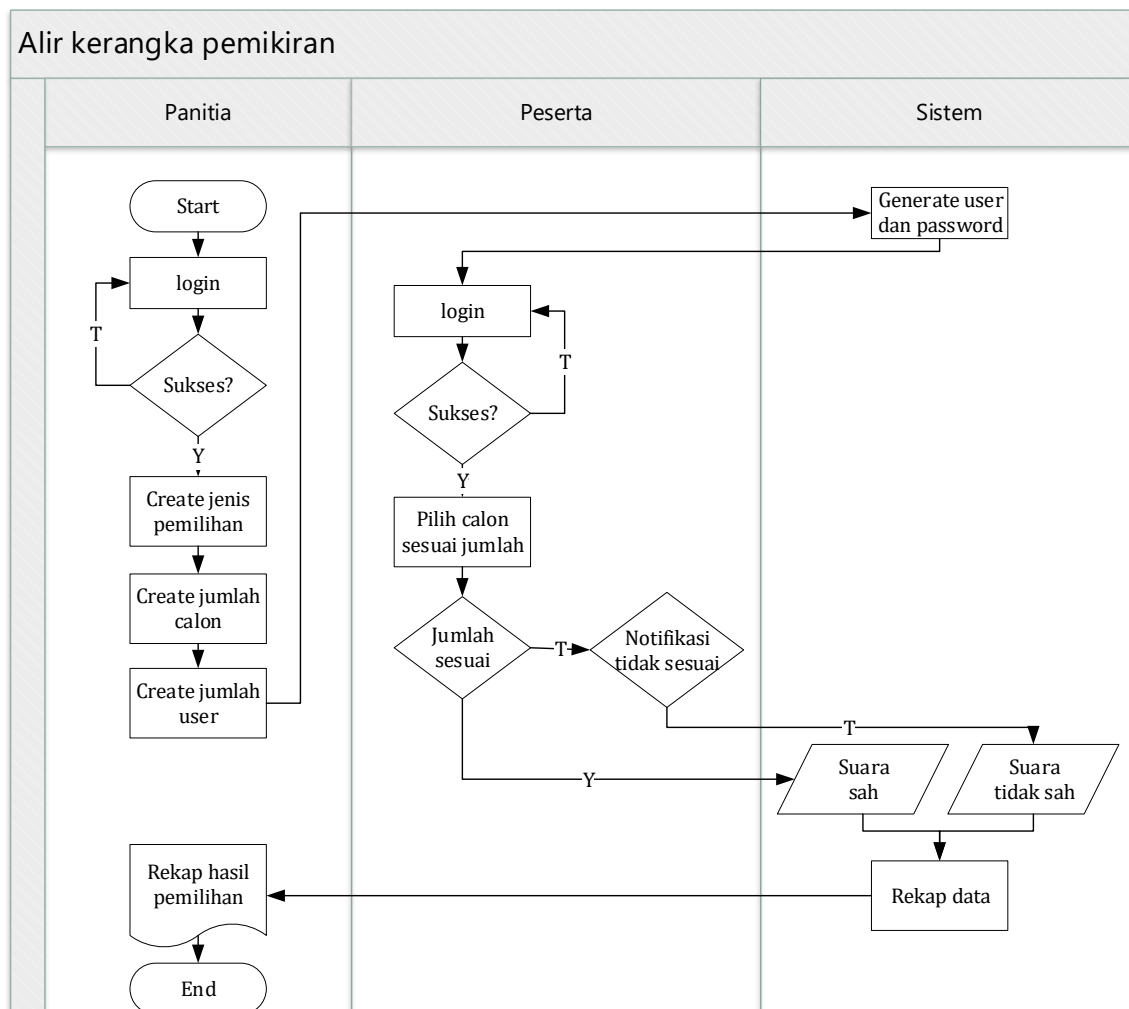 Alir kerangka pemikiran
Panitia
Peserta
Sistem
Start
login
T
Sukses?
Y
Create jenis
pemilihan
Create jumlah
calon
Create jumlah
user
Generate user
dan password
login
T
Sukses?
Y
Pilih calon
sesuai jumlah
Jumlah
sesuai
T
Notifikasi
tidak sesuai
T
Y
Suara
sah
Suara
tidak sah
Rekap data
Rekap hasil
pemilihan
End